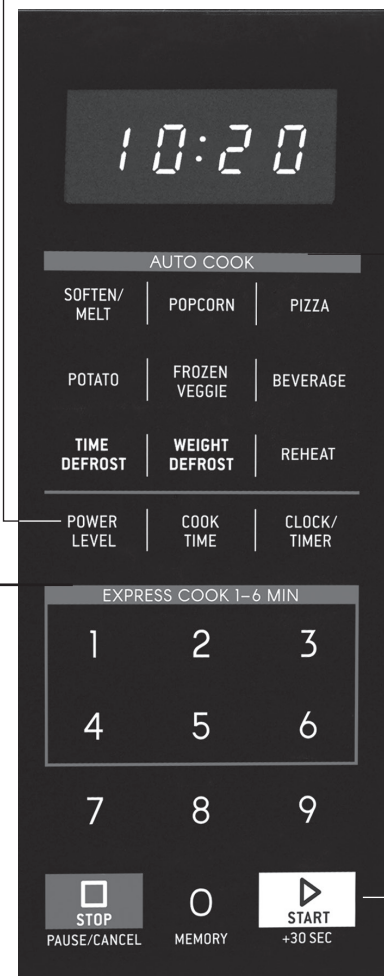 10:20
AUTO COOK
SOFTEN/
MELT
POPCORN
PIZZA
POTATO
FROZEN
VEGGIE
BEVERAGE
TIME
DEFROST
WEIGHT
DEFROST
REHEAT
POWER
LEVEL
COOK
TIME
CLOCK/
TIMER
EXPRESS COOK 1–6 MIN
1 2 3
4 5 6
7 8 9
STOP
PAUSE/CANCEL
0
MEMORY
START
+30 SEC